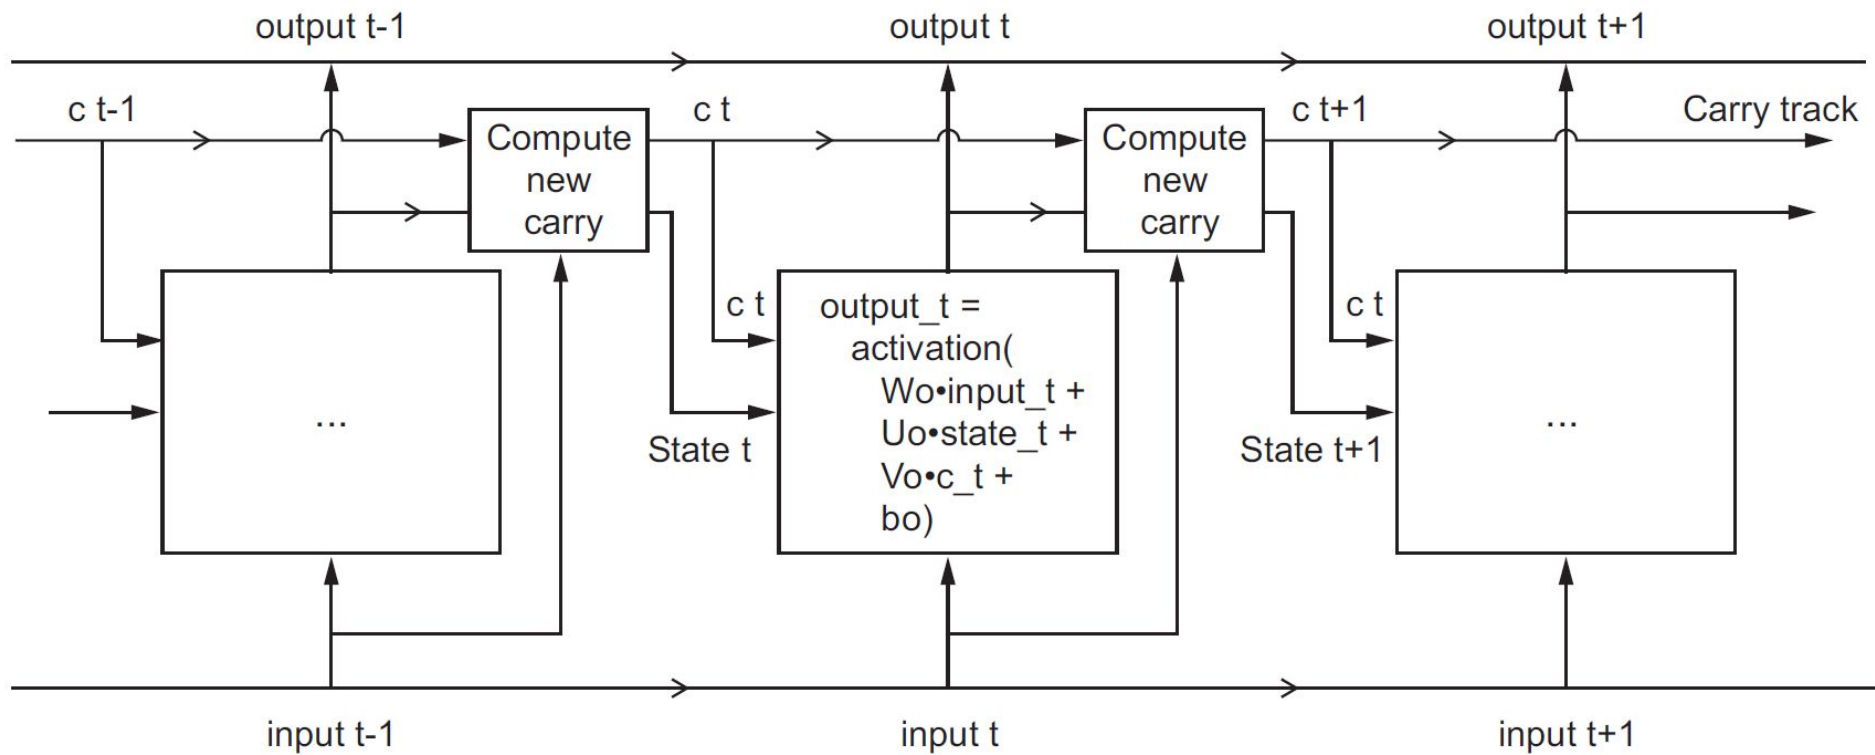 output t-1
output t
output t+1
c t-1
c t
c t+1
Carry track
Compute
new
carry
Compute
new
carry
...
c t
State t
output_t =
activation(
Wo•input_t +
Uo•state_t +
Vo•c_t +
bo)
c t
State t+1
...
input t-1
input t
input t+1